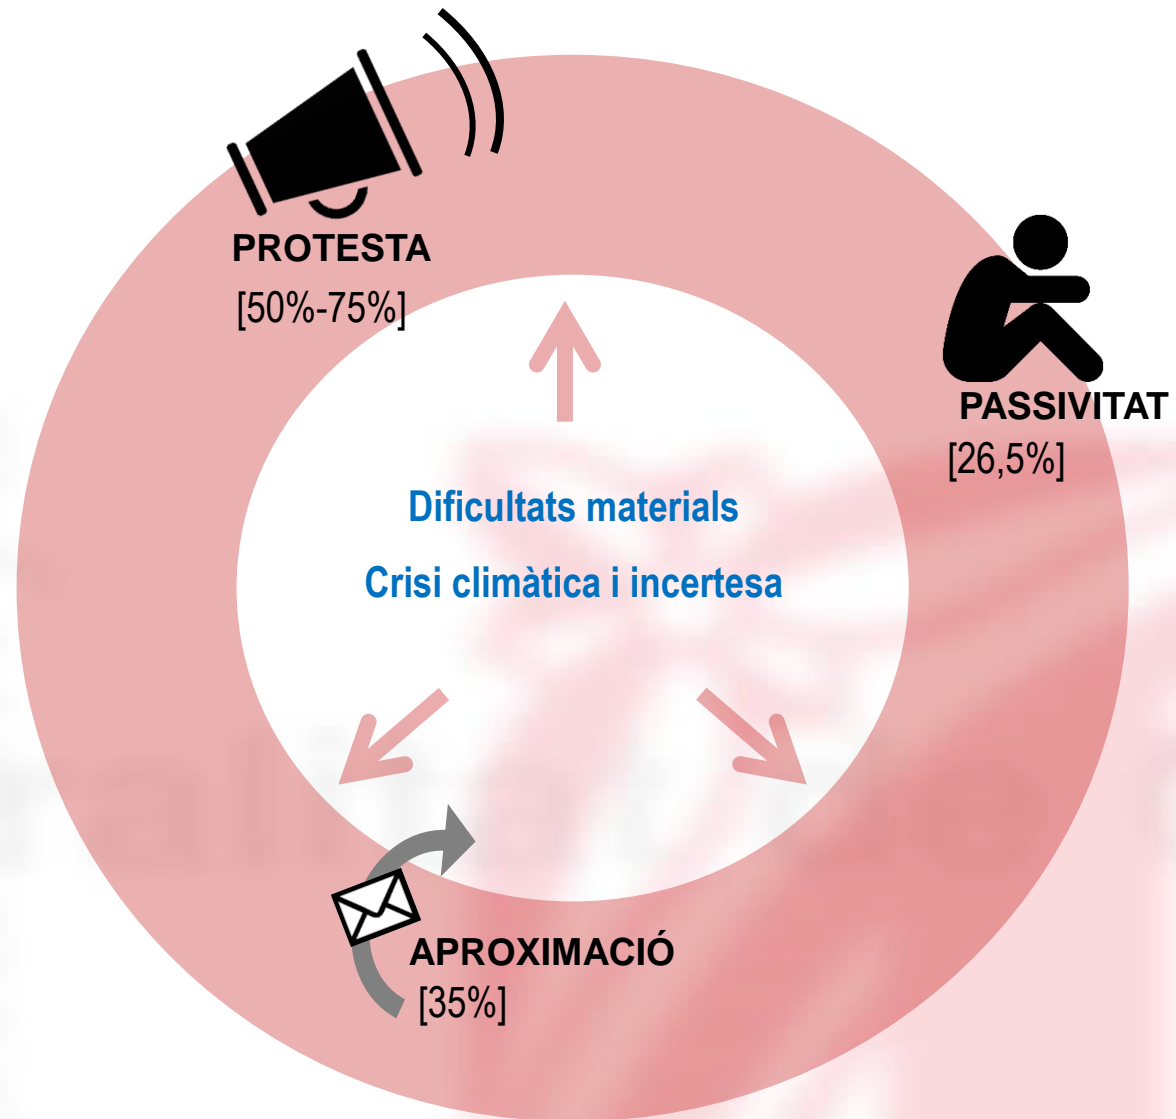 PROTESTA
[50%-75%]
PASSIVITAT
[26,5%]
Dificultats materials
Crisi climàtica i incertesa
APROXIMACIÓ
[35%]